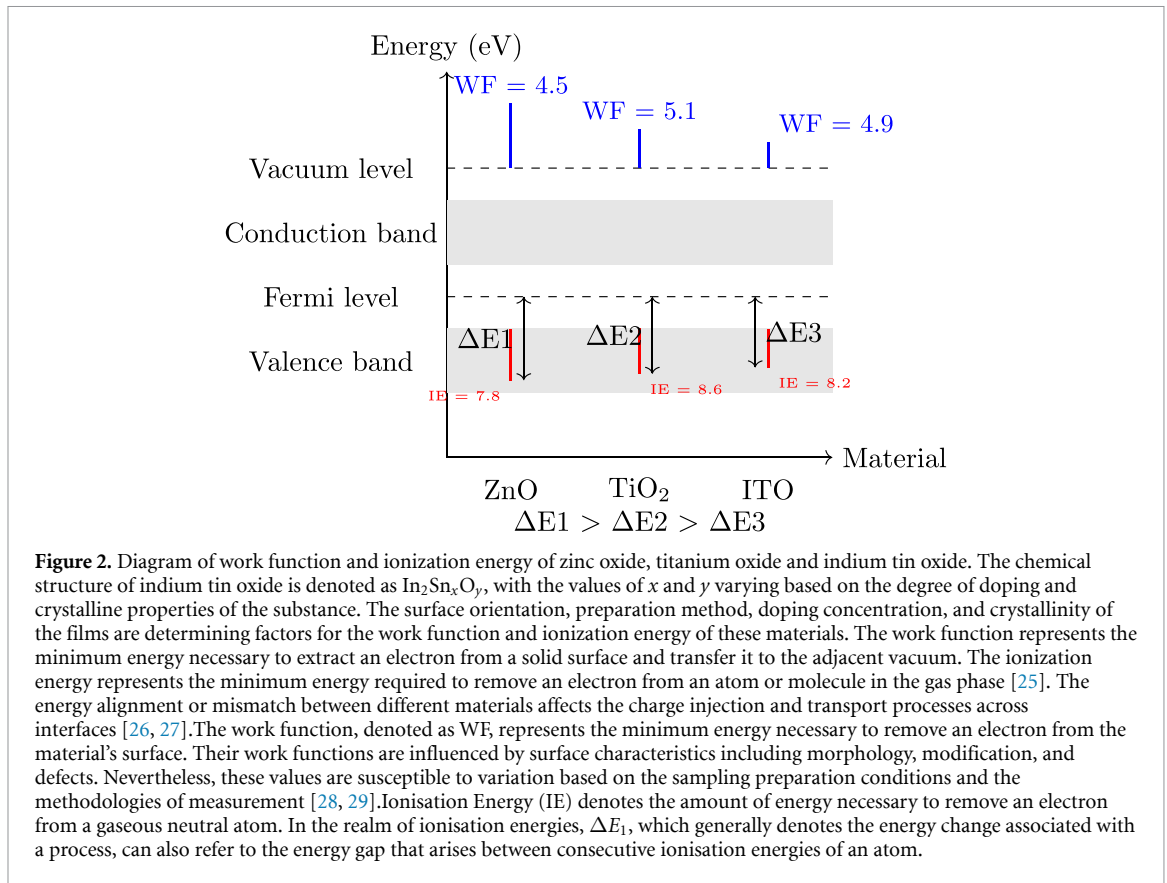 Energy (eV)
WF = 4.5
WF = 5.1
WF = 4.9
Vacuum level
Conduction band
Fermi level
ΔE1
ΔE2
ΔE3
Valence band
IE = 7.8
IE = 8.6
IE = 8.2
Material
ZnO
TiO₂
ITO
ΔE1 > ΔE2 > ΔE3
Figure 2. Diagram of work function and ionization energy of zinc oxide, titanium oxide and indium tin oxide. The chemical
structure of indium tin oxide is denoted as In₂SnₓOᵧ, with the values of x and y varying based on the degree of doping and
crystalline properties of the substance. The surface orientation, preparation method, doping concentration, and crystallinity of
the films are determining factors for the work function and ionization energy of these materials. The work function represents the
minimum energy necessary to extract an electron from a solid surface and transfer it to the adjacent vacuum. The ionization
energy represents the minimum energy required to remove an electron from an atom or molecule in the gas phase [25]. The
energy alignment or mismatch between different materials affects the charge injection and transport processes across
interfaces [26, 27].The work function, denoted as WF, represents the minimum energy necessary to remove an electron from the
material's surface. Their work functions are influenced by surface characteristics including morphology, modification, and
defects. Nevertheless, these values are susceptible to variation based on the sampling preparation conditions and the
methodologies of measurement [28, 29].Ionisation Energy (IE) denotes the amount of energy necessary to remove an electron
from a gaseous neutral atom. In the realm of ionisation energies, ΔE₁, which generally denotes the energy change associated with
a process, can also refer to the energy gap that arises between consecutive ionisation energies of an atom.